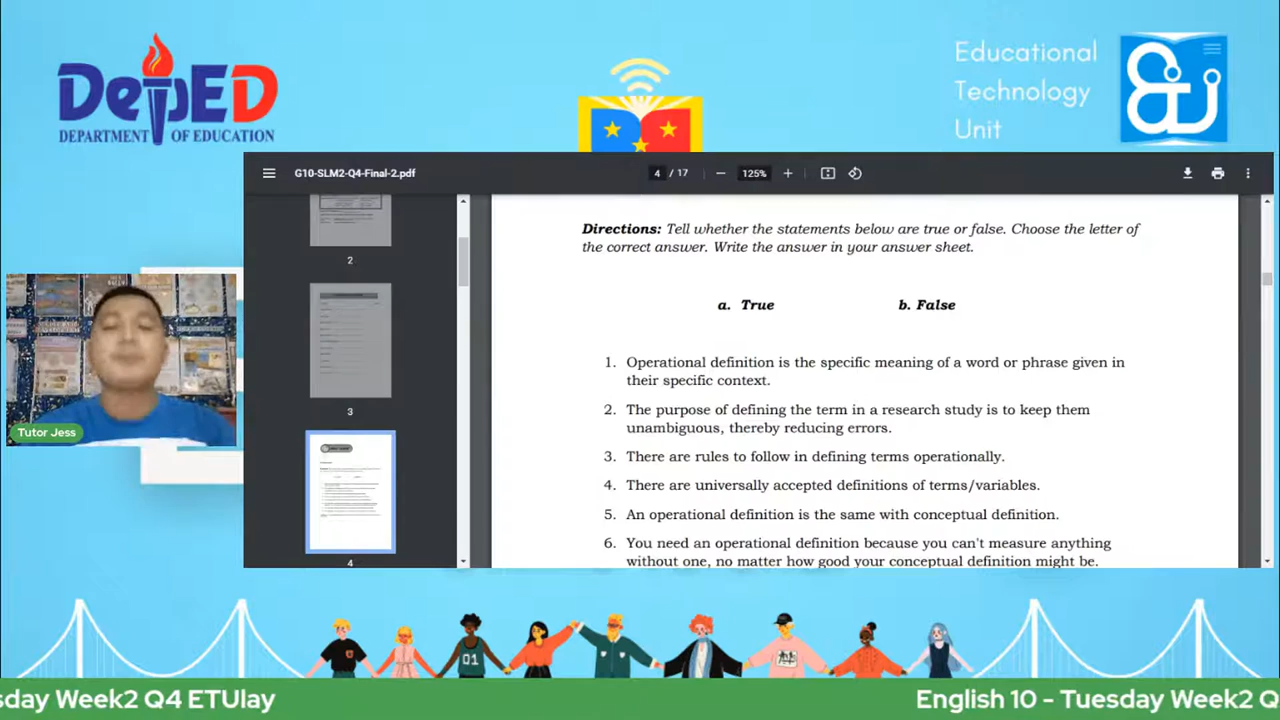 DepED
DEPARTMENT OF EDUCATION
Educational
Technology
Unit
G10-SLM2-Q4-Final-2.pdf
4 / 17
125%
Directions: Tell whether the statements below are true or false. Choose the letter of
the correct answer. Write the answer in your answer sheet.
a. True
b. False
1. Operational definition is the specific meaning of a word or phrase given in
their specific context.
2. The purpose of defining the term in a research study is to keep them
unambiguous, thereby reducing errors.
3. There are rules to follow in defining terms operationally.
4. There are universally accepted definitions of terms/variables.
5. An operational definition is the same with conceptual definition.
6. You need an operational definition because you can't measure anything
without one, no matter how good your conceptual definition might be.
2
3
4
Tutor Jess
01
sday Week2 Q4 ETUlay
English 10 - Tuesday Week2 Q